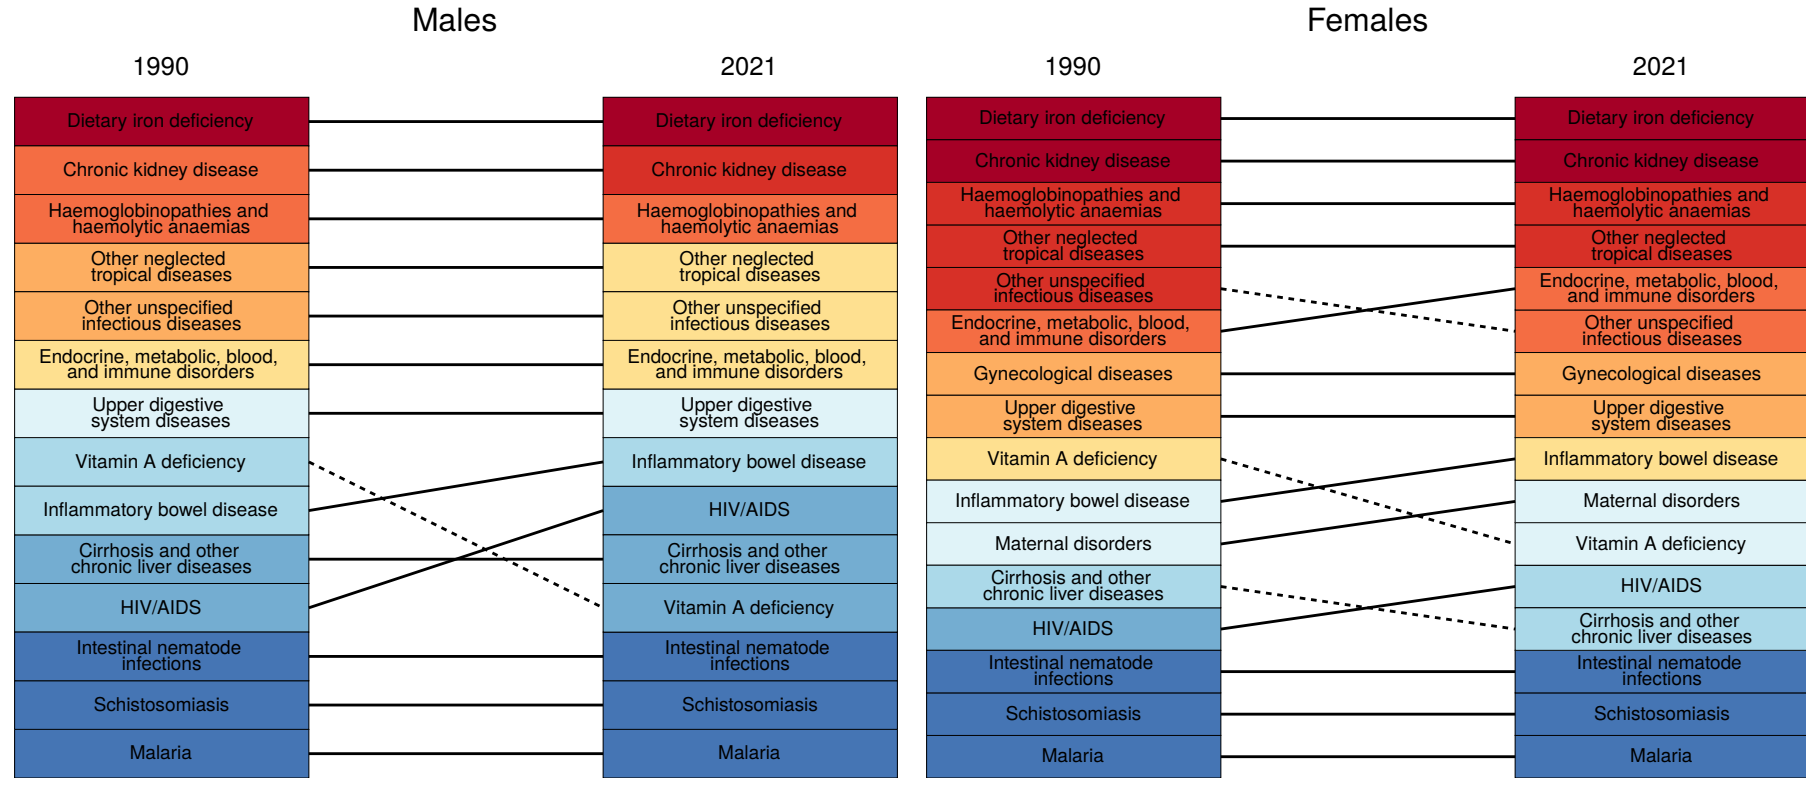 Males
1990
2021
Dietary iron deficiency
Chronic kidney disease
Haemoglobinopathies and
haemolytic anaemias
Other neglected
tropical diseases
Other unspecified
infectious diseases
Endocrine, metabolic, blood,
and immune disorders
Upper digestive
system diseases
Vitamin A deficiency
Inflammatory bowel disease
Cirrhosis and other
chronic liver diseases
HIV/AIDS
Intestinal nematode
infections
Schistosomiasis
Malaria
Dietary iron deficiency
Chronic kidney disease
Haemoglobinopathies and
haemolytic anaemias
Other neglected
tropical diseases
Other unspecified
infectious diseases
Endocrine, metabolic, blood,
and immune disorders
Upper digestive
system diseases
Inflammatory bowel disease
HIV/AIDS
Cirrhosis and other
chronic liver diseases
Vitamin A deficiency
Intestinal nematode
infections
Schistosomiasis
Malaria
Females
1990
2021
Dietary iron deficiency
Chronic kidney disease
Haemoglobinopathies and
haemolytic anaemias
Other neglected
tropical diseases
Other unspecified
infectious diseases
Endocrine, metabolic, blood,
and immune disorders
Gynecological diseases
Upper digestive
system diseases
Vitamin A deficiency
Inflammatory bowel disease
Maternal disorders
Cirrhosis and other
chronic liver diseases
HIV/AIDS
Intestinal nematode
infections
Schistosomiasis
Malaria
Dietary iron deficiency
Chronic kidney disease
Haemoglobinopathies and
haemolytic anaemias
Other neglected
tropical diseases
Endocrine, metabolic, blood,
and immune disorders
Other unspecified
infectious diseases
Gynecological diseases
Upper digestive
system diseases
Inflammatory bowel disease
Maternal disorders
Vitamin A deficiency
HIV/AIDS
Cirrhosis and other
chronic liver diseases
Intestinal nematode
infections
Schistosomiasis
Malaria